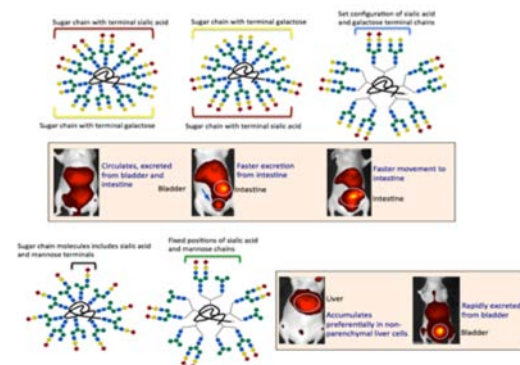 Sugar chain with terminal sialic acid
Sugar chain with terminal galactose
Set configuration of sialic acid
and galactose terminal chains
Sugar chain with terminal galactose
Sugar chain with terminal sialic acid
Circulates, excreted
from bladder and
intestine
Bladder
Faster excretion
from intestine
Intestine
Faster movement to
intestine
Intestine
Sugar chain molecules includes sialic acid
and mannose terminals
Fixed positions of sialic acid
and mannose chains
Liver
Accumulates
preferentially in non-
parenchymal liver cells
Rapidly excreted
from bladder
Bladder